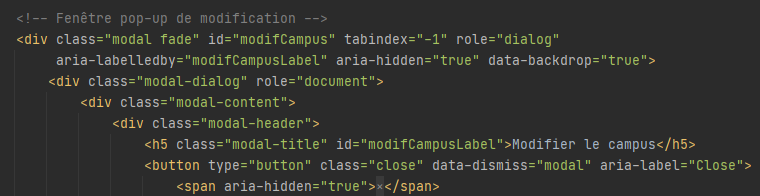 <!-- Fenêtre pop-up de modification -->
<div class="modal fade" id="modifCampus" tabindex="-1" role="dialog"
aria-labelledby="modifCampusLabel" aria-hidden="true" data-backdrop="true">
<div class="modal-dialog" role="document">
<div class="modal-content">
<div class="modal-header">
<h5 class="modal-title" id="modifCampusLabel">Modifier le campus</h5>
<button type="button" class="close" data-dismiss="modal" aria-label="Close">
<span aria-hidden="true">×</span>